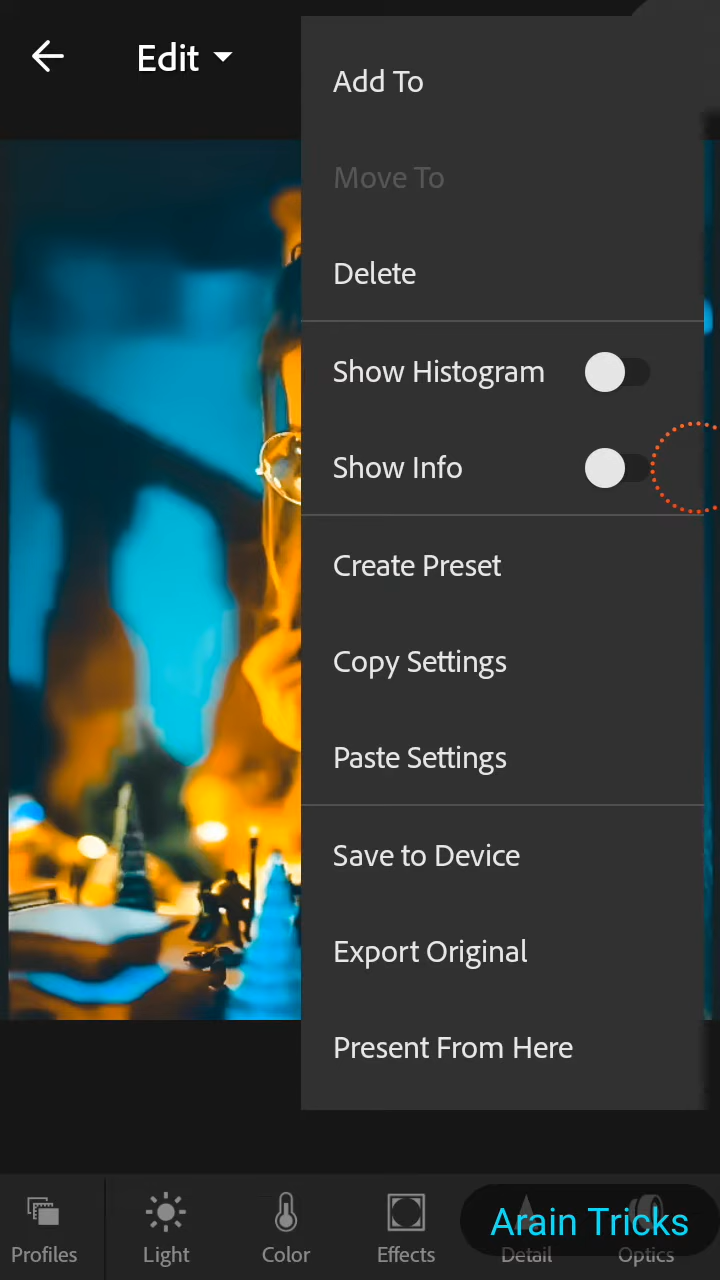 Edit
Add To
Move To
Delete
Show Histogram
Show Info
Create Preset
Copy Settings
Paste Settings
Save to Device
Export Original
Present From Here
Profiles
Light
Color
Effects
Detail
Optics
Arain Tricks